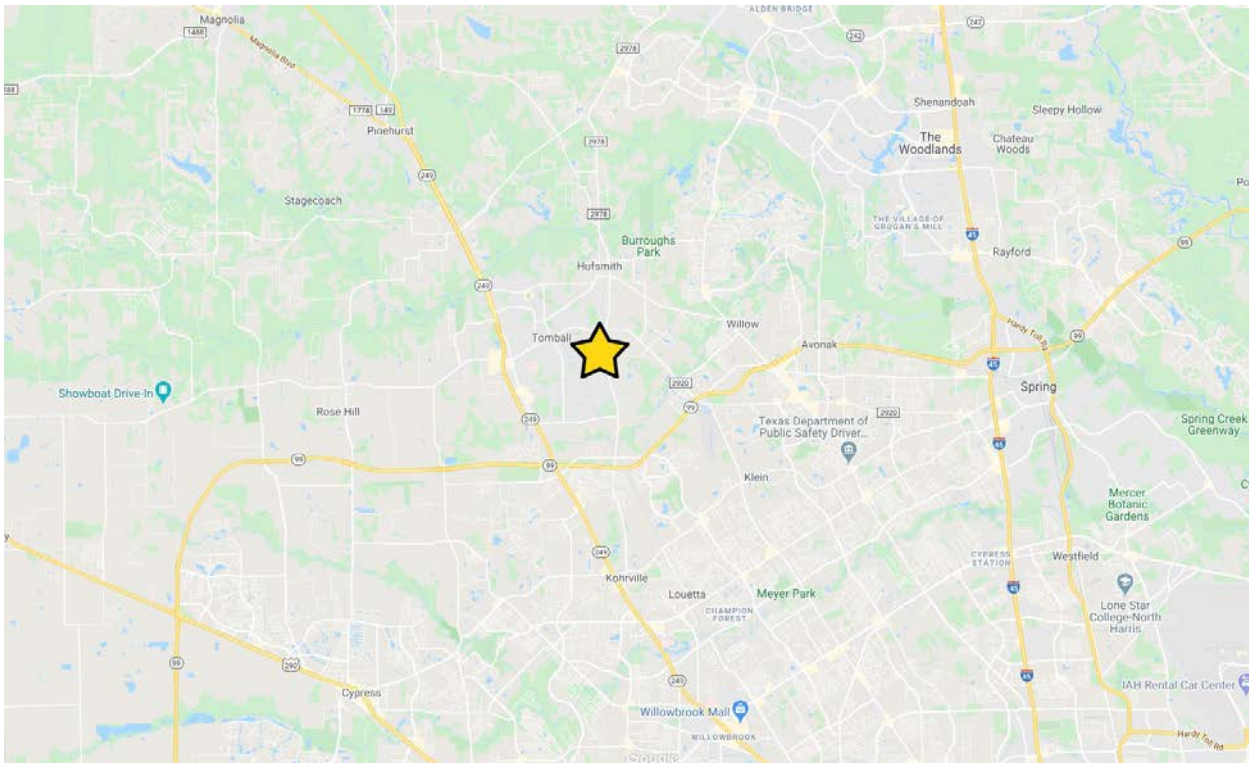 ALDEN BRIDGE
Magnolia
1488
242
242
2978
Magnolia Blvd
488
Shenandoah
Sleepy Hollow
1774
149
Pinehurst
The
Woodlands
Chateau
Woods
2978
249
Stagecoach
2978
THE VILLAGE OF
GROGAN'S MILL
45
99
Burroughs
Park
Rayford
Hufsmith
249
Willow
Hardy Toll Rd
Tomball
Avonak
99
45
2920
Spring
Showboat Drive-In
Rose Hill
99
2920
249
Texas Department of
Public Safety Driver...
Spring Creek
Greenway
45
99
99
Klein
Mercer
Botanic
Gardens
249
CYPRESS
STATION
Westfield
Kohrville
45
Louetta
Meyer Park
CHAMPION
FOREST
Lone Star
College-North
Harris
99
290
249
45
IAH Rental Car Center
Cypress
Willowbrook Mall
WILLOWBROOK
Hardy Toll Rd
Google